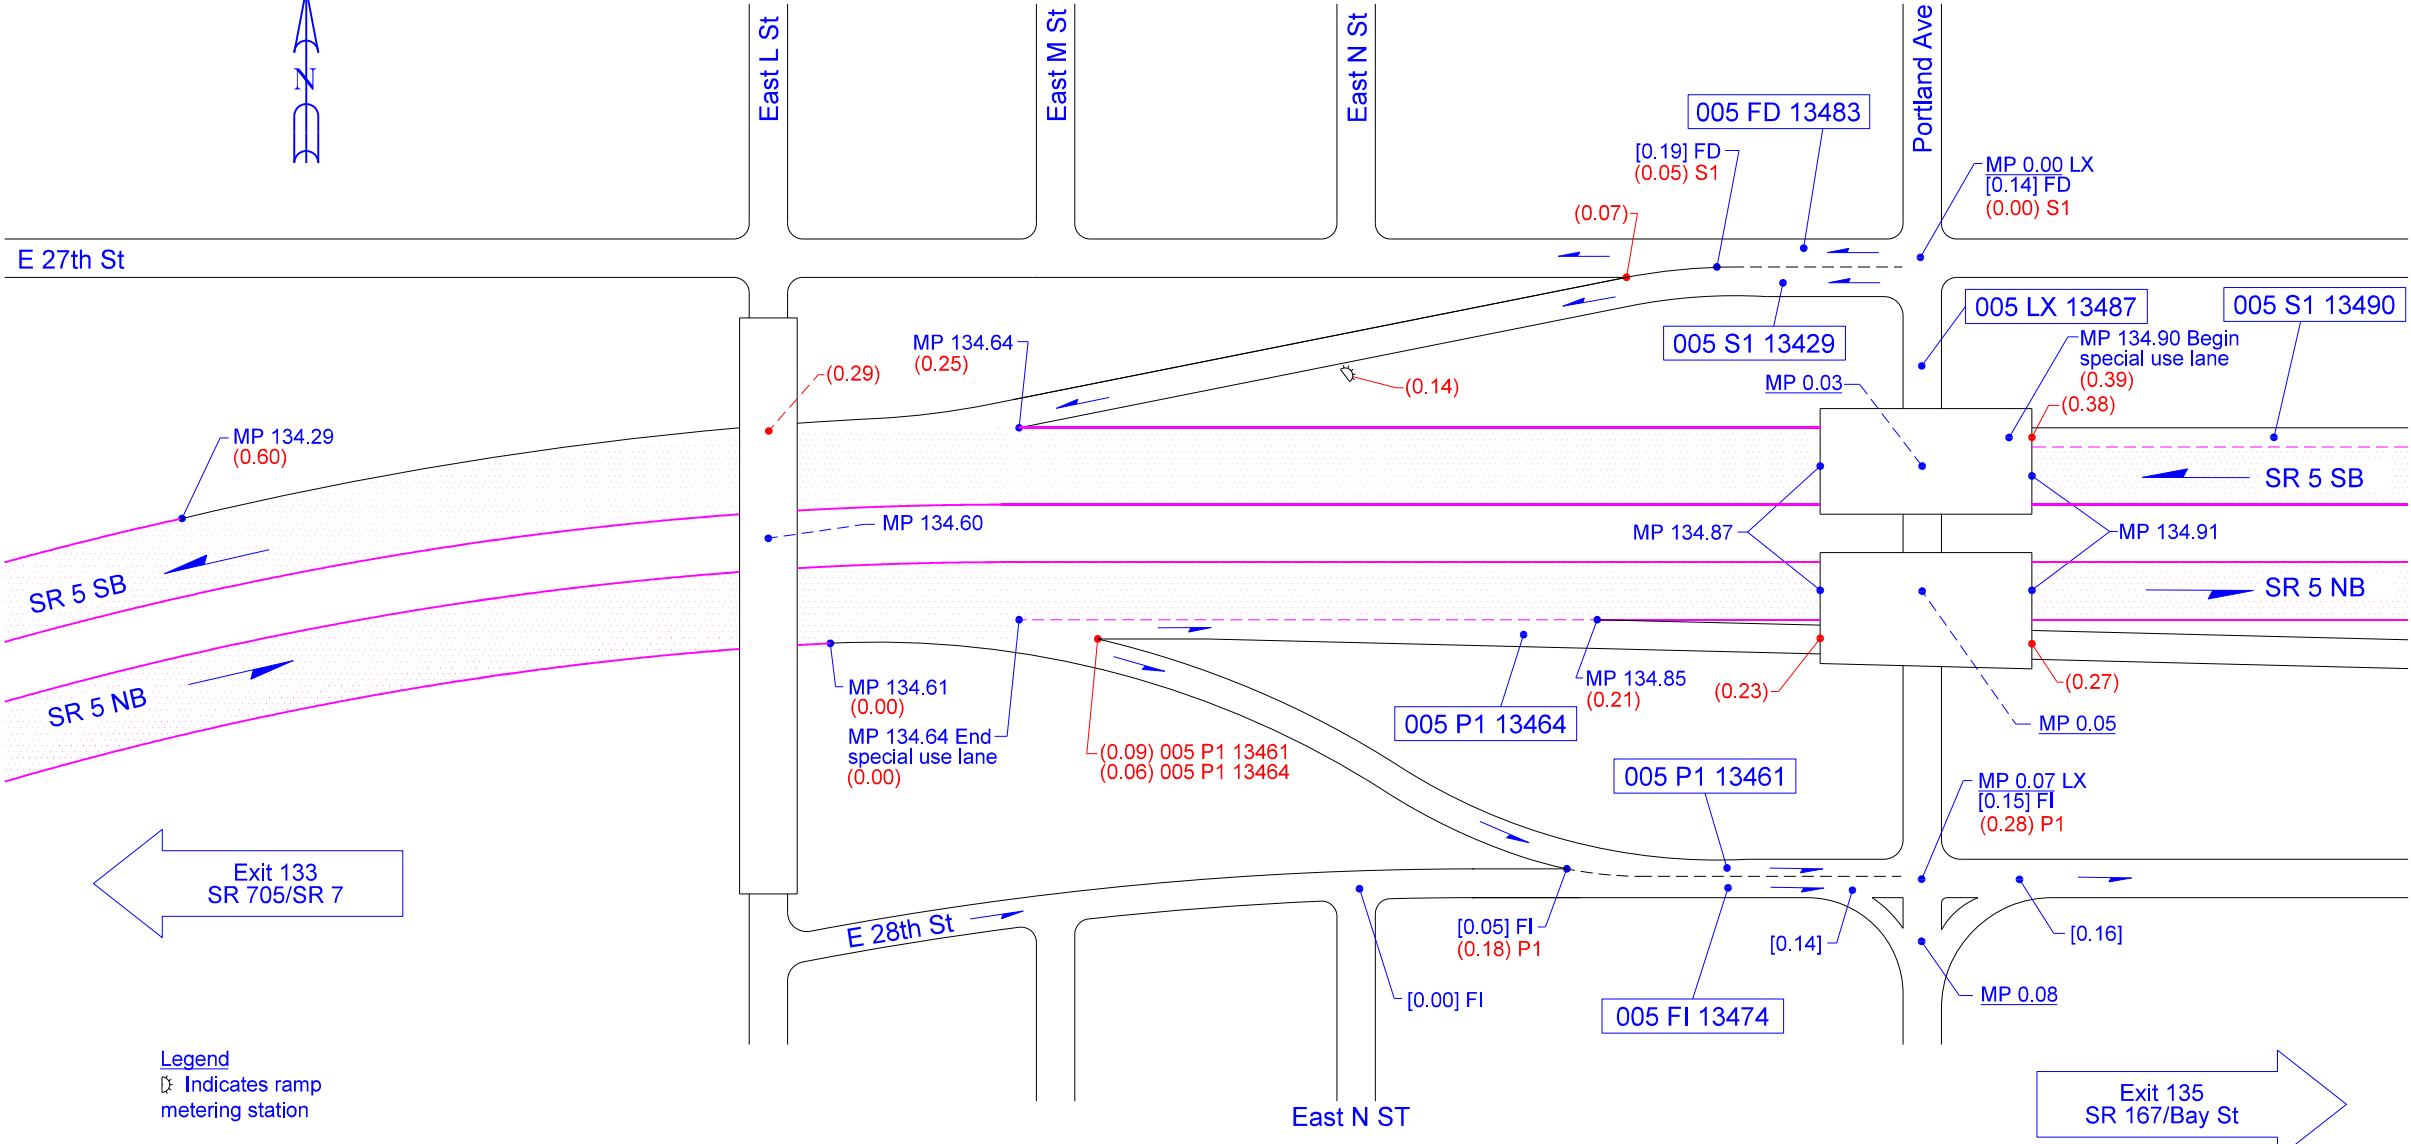 N
East L St
East M St
East N St
Portland Ave
005 FD 13483
[0.19] FD
(0.05) S1
MP 0.00 LX
[0.14] FD
(0.00) S1
(0.07)
E 27th St
005 LX 13487
005 S1 13490
005 S1 13429
MP 134.90 Begin
special use lane
(0.39)
(0.38)
MP 134.64
(0.25)
(0.29)
(0.14)
MP 0.03
MP 134.29
(0.60)
SR 5 SB
MP 134.60
MP 134.87
MP 134.91
SR 5 SB
SR 5 NB
SR 5 NB
MP 134.61
(0.00)
MP 134.64 End
special use lane
(0.00)
(0.09) 005 P1 13461
(0.06) 005 P1 13464
005 P1 13464
MP 134.85
(0.21)
(0.23)
(0.27)
MP 0.05
005 P1 13461
MP 0.07 LX
[0.15] FI
(0.28) P1
Exit 133
SR 705/SR 7
E 28th St
[0.05] FI
(0.18) P1
[0.14]
[0.16]
[0.00] FI
005 FI 13474
MP 0.08
Legend
Indicates ramp
metering station
East N ST
Exit 135
SR 167/Bay St